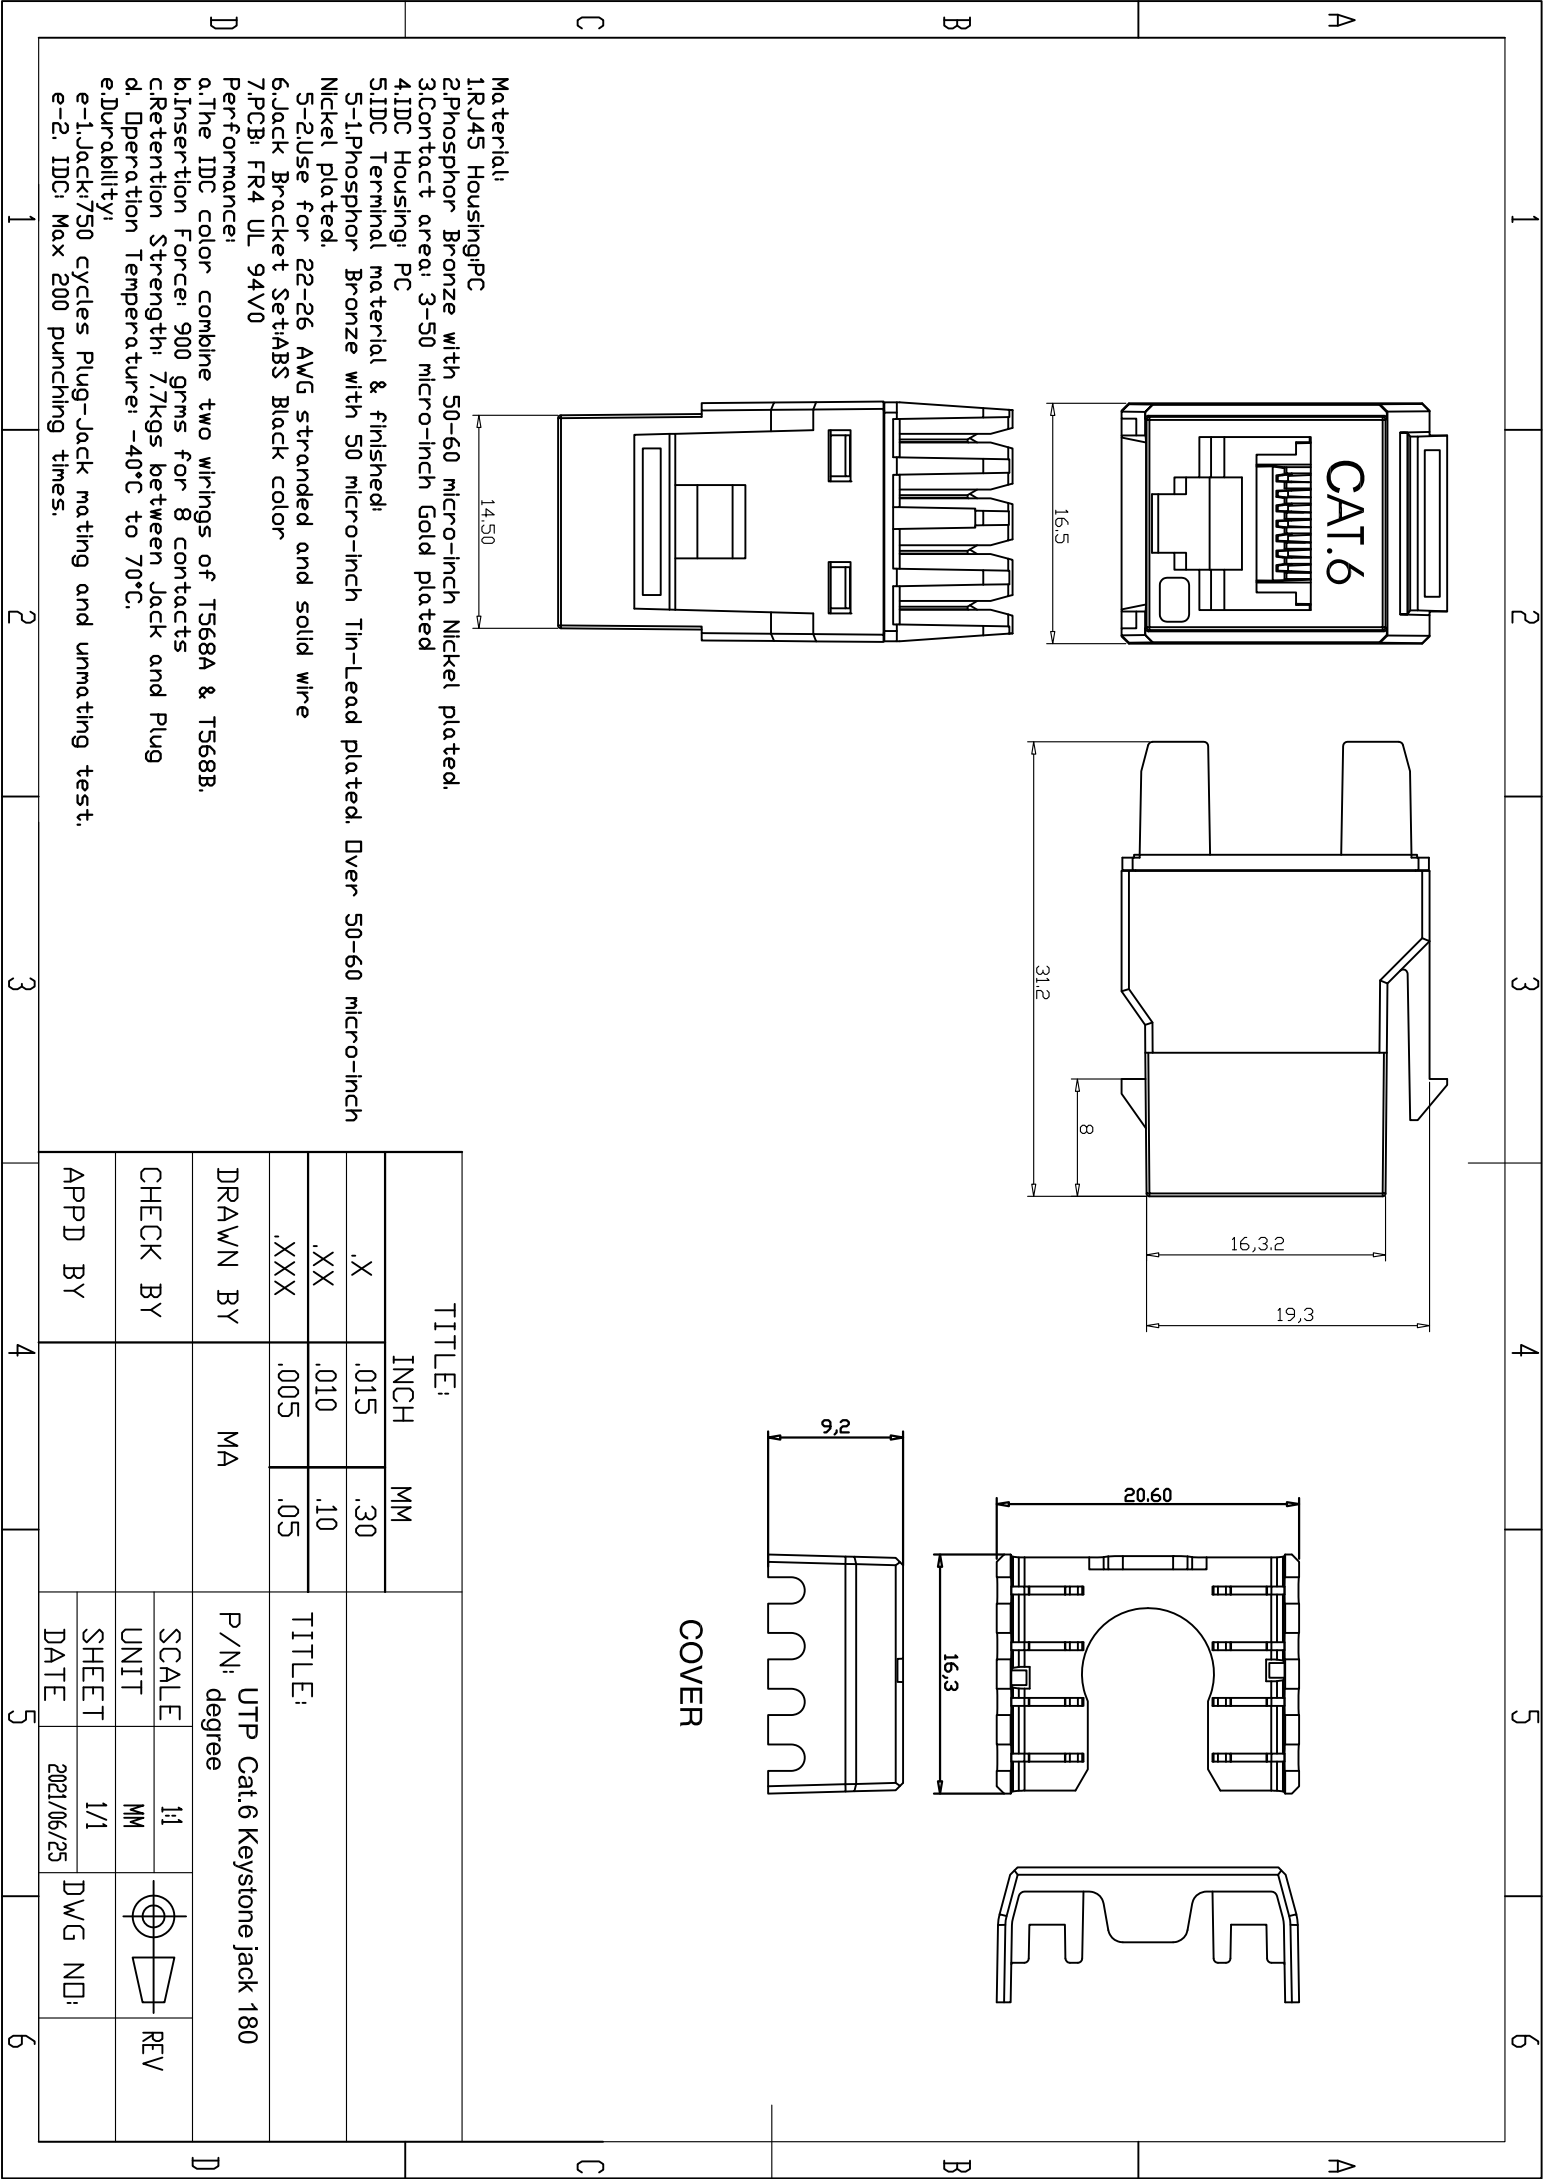 1 2 3 4 5 6
A
B
C
D
A
B
C
D
CAT.6
16.5
14.50
31.2
8
16,3.2
19,3
20.60
16,3
9,2
COVER
Material:
1.RJ45 Housing:PC
2.Phosphor Bronze with 50-60 micro-inch Nickel plated.
3.Contact area: 3-50 micro-inch Gold plated
4.IDC Housing: PC
5.IDC Terminal material & finished:
5-1.Phosphor Bronze with 50 micro-inch Tin-Lead plated. Over 50-60 micro-inch
Nickel plated.
5-2.Use for 22-26 AWG stranded and solid wire
6.Jack Bracket Set:ABS Black color
7.PCB: FR4 UL 94V0
Performance:
a.The IDC color combine two wirings of T568A & T568B.
b.Insertion Force: 900 grms for 8 contacts
c.Retention Strength: 7.7kgs between Jack and Plug
d. Operation Temperature: -40°C to 70°C.
e.Durability:
e-1.Jack:750 cycles Plug-Jack mating and unmating test.
e-2. IDC: Max 200 punching times.
TITLE:
INCH MM
.X .015 .30
.XX .010 .10
.XXX .005 .05
DRAWN BY MA
CHECK BY
APPD BY
TITLE:
P/N: UTP Cat.6 Keystone jack 180
degree
SCALE 1:1
UNIT MM
REV
SHEET 1/1
DATE 2021/06/25
DWG NO:
1 2 3 4 5 6